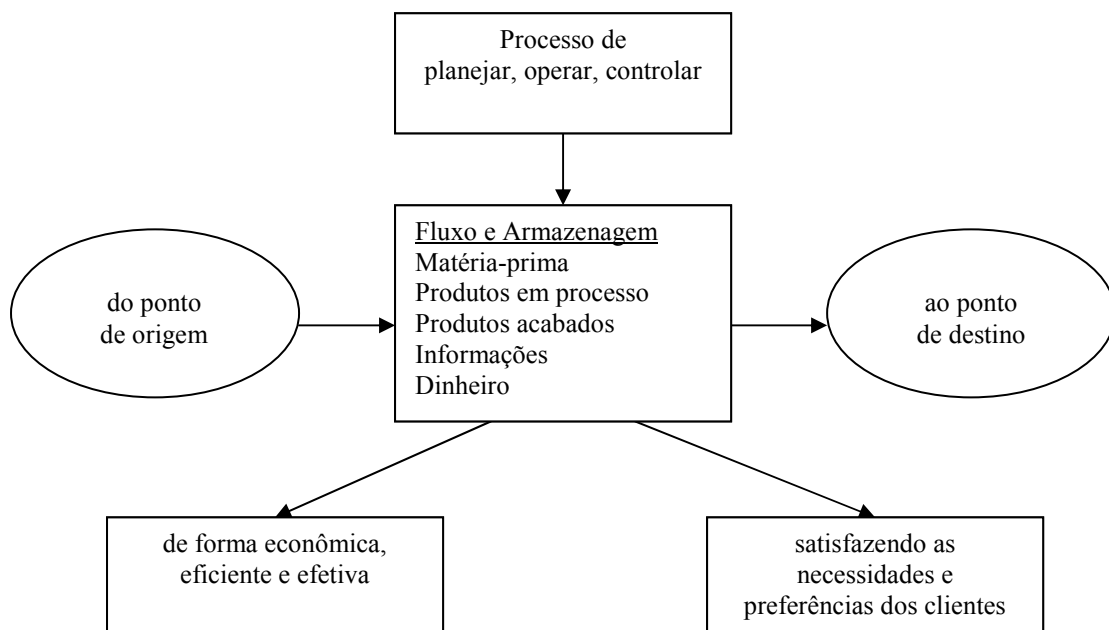 Processo de
planejar, operar, controlar
Fluxo e Armazenagem
Matéria-prima
Produtos em processo
Produtos acabados
Informações
Dinheiro
do ponto
de origem
ao ponto
de destino
de forma econômica,
eficiente e efetiva
satisfazendo as
necessidades e
preferências dos clientes